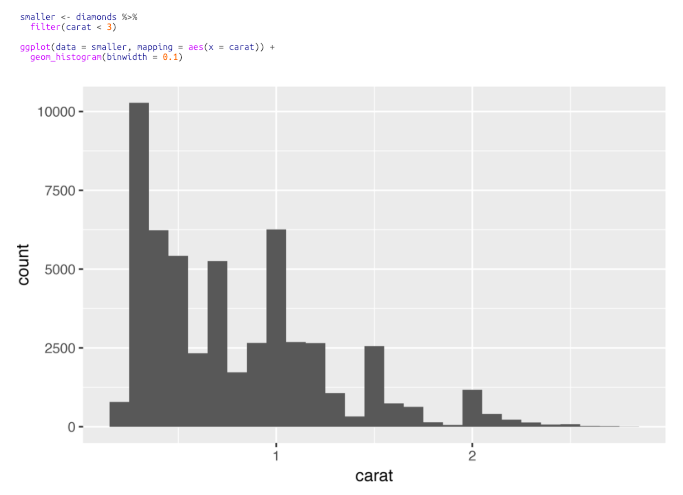 smaller <- diamonds %>%
  filter(carat < 3)
ggplot(data = smaller, mapping = aes(x = carat)) +
  geom_histogram(binwidth = 0.1)
10000
7500
5000
2500
0
count
1 2
carat